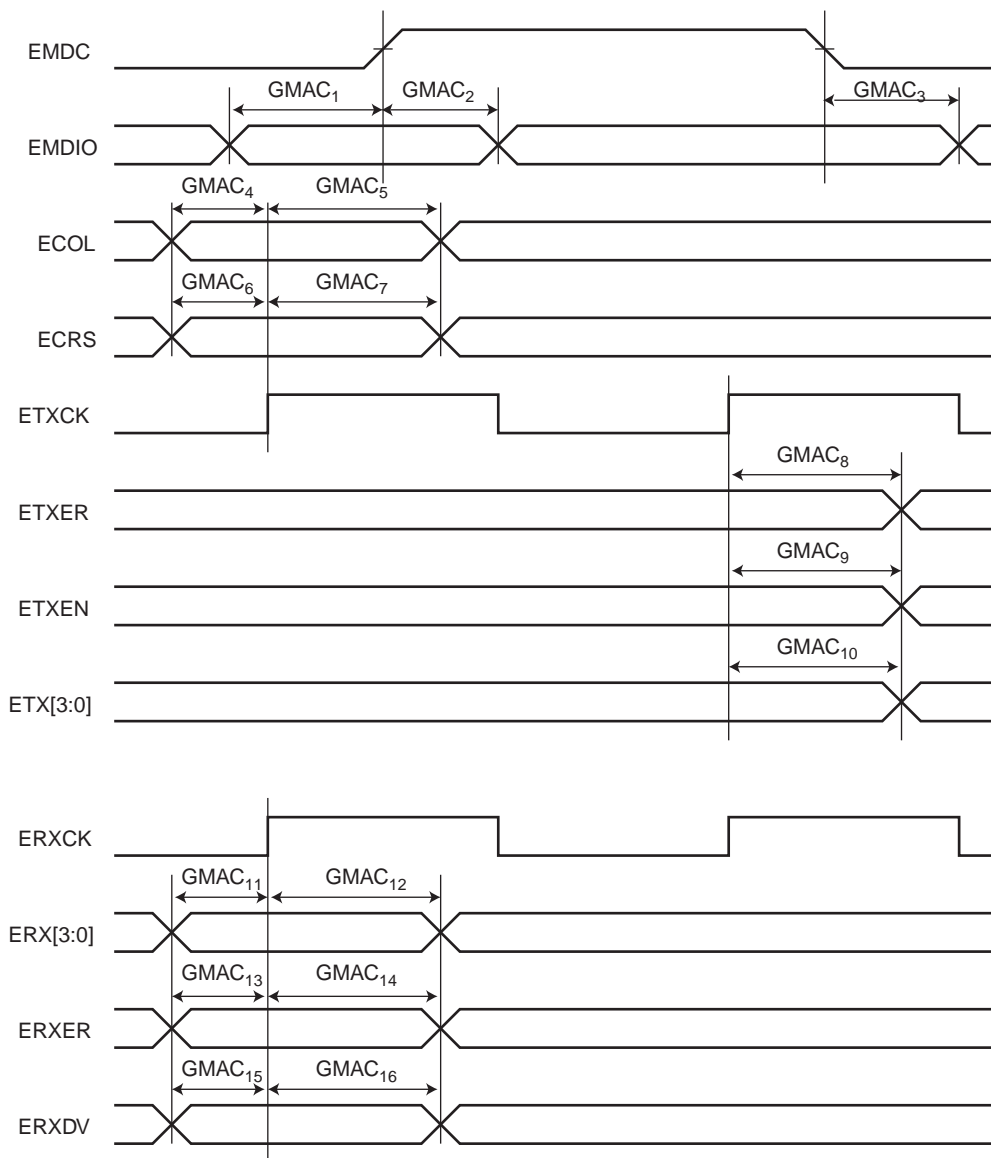 EMDC
GMAC1 GMAC2 GMAC3
EMDIO
GMAC4 GMAC5
ECOL
GMAC6 GMAC7
ECRS
ETXCK
GMAC8
ETXER
GMAC9
ETXEN
GMAC10
ETX[3:0]
ERXCK
GMAC11 GMAC12
ERX[3:0]
GMAC13 GMAC14
ERXER
GMAC15 GMAC16
ERXDV